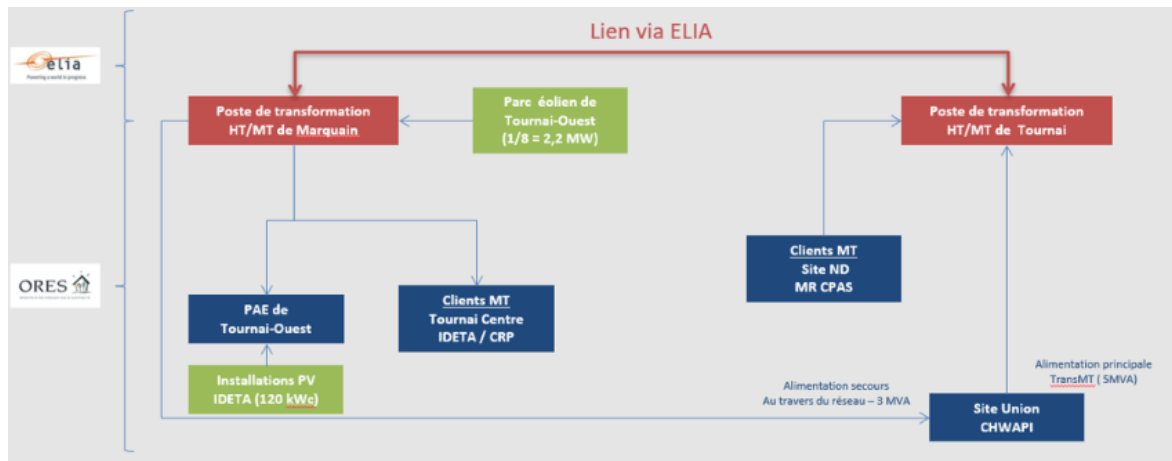 Lien via ELIA
elia
Powering a world in progress
Poste de transformation
HT/MT de Marquain
Parc éolien de
Tournai-Ouest
(1/8 = 2,2 MW)
Poste de transformation
HT/MT de Tournai
Clients MT
Site ND
MR CPAS
ORES
PAE de
Tournai-Ouest
Clients MT
Tournai Centre
IDETA / CRP
Installations PV
IDETA (120 kWc)
Alimentation secours
Au travers du réseau – 3 MVA
Alimentation principale
TransMT ( 5MVA)
Site Union
CHWAPI